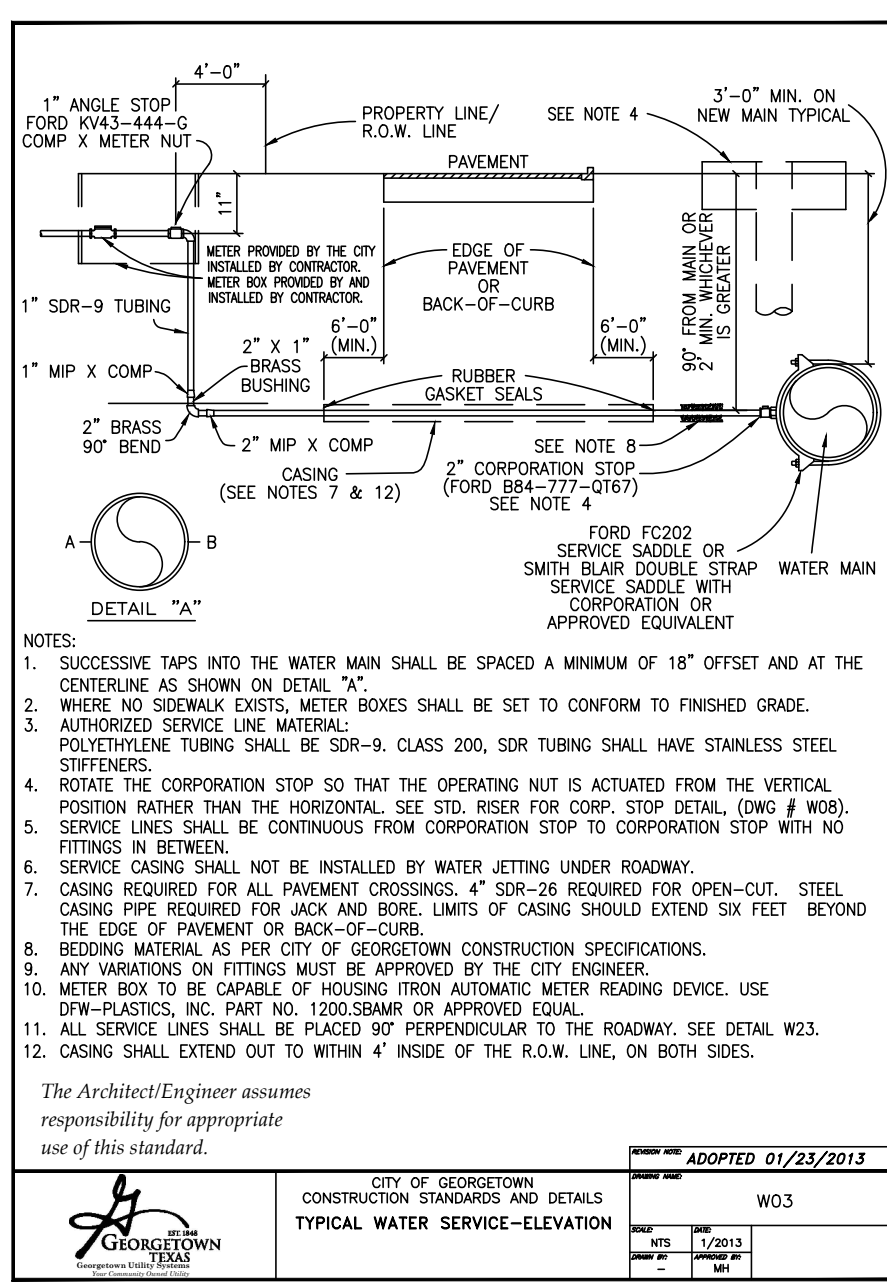 4'-0"
1" ANGLE STOP
FORD KV43-444-G
COMP X METER NUT
PROPERTY LINE/
R.O.W. LINE
SEE NOTE 4
3'-0" MIN. ON
NEW MAIN TYPICAL
PAVEMENT
11"
METER PROVIDED BY THE CITY
INSTALLED BY CONTRACTOR.
METER BOX PROVIDED BY AND
INSTALLED BY CONTRACTOR.
EDGE OF
PAVEMENT
OR
BACK-OF-CURB
90° FROM MAIN OR
2' MIN. WHICHEVER
IS GREATER
1" SDR-9 TUBING
6'-0"
(MIN.)
6'-0"
(MIN.)
2" X 1"
BRASS
BUSHING
1" MIP X COMP
RUBBER
GASKET SEALS
2" BRASS
90° BEND
2" MIP X COMP
CASING
(SEE NOTES 7 & 12)
SEE NOTE 8
2" CORPORATION STOP
(FORD B84-777-QT67)
SEE NOTE 4
FORD FC202
SERVICE SADDLE OR
SMITH BLAIR DOUBLE STRAP
SERVICE SADDLE WITH
CORPORATION OR
APPROVED EQUIVALENT
WATER MAIN
A
B
DETAIL "A"
NOTES:
1. SUCCESSIVE TAPS INTO THE WATER MAIN SHALL BE SPACED A MINIMUM OF 18" OFFSET AND AT THE
CENTERLINE AS SHOWN ON DETAIL "A".
2. WHERE NO SIDEWALK EXISTS, METER BOXES SHALL BE SET TO CONFORM TO FINISHED GRADE.
3. AUTHORIZED SERVICE LINE MATERIAL:
POLYETHYLENE TUBING SHALL BE SDR-9. CLASS 200, SDR TUBING SHALL HAVE STAINLESS STEEL
STIFFENERS.
4. ROTATE THE CORPORATION STOP SO THAT THE OPERATING NUT IS ACTUATED FROM THE VERTICAL
POSITION RATHER THAN THE HORIZONTAL. SEE STD. RISER FOR CORP. STOP DETAIL, (DWG # W08).
5. SERVICE LINES SHALL BE CONTINUOUS FROM CORPORATION STOP TO CORPORATION STOP WITH NO
FITTINGS IN BETWEEN.
6. SERVICE CASING SHALL NOT BE INSTALLED BY WATER JETTING UNDER ROADWAY.
7. CASING REQUIRED FOR ALL PAVEMENT CROSSINGS. 4" SDR-26 REQUIRED FOR OPEN-CUT. STEEL
CASING PIPE REQUIRED FOR JACK AND BORE. LIMITS OF CASING SHOULD EXTEND SIX FEET BEYOND
THE EDGE OF PAVEMENT OR BACK-OF-CURB.
8. BEDDING MATERIAL AS PER CITY OF GEORGETOWN CONSTRUCTION SPECIFICATIONS.
9. ANY VARIATIONS ON FITTINGS MUST BE APPROVED BY THE CITY ENGINEER.
10. METER BOX TO BE CAPABLE OF HOUSING ITRON AUTOMATIC METER READING DEVICE. USE
DFW-PLASTICS, INC. PART NO. 1200.SBAMR OR APPROVED EQUAL.
11. ALL SERVICE LINES SHALL BE PLACED 90° PERPENDICULAR TO THE ROADWAY. SEE DETAIL W23.
12. CASING SHALL EXTEND OUT TO WITHIN 4' INSIDE OF THE R.O.W. LINE, ON BOTH SIDES.
The Architect/Engineer assumes
responsibility for appropriate
use of this standard.
REVISION NOTE:
ADOPTED 01/23/2013
EST. 1848
GEORGETOWN
TEXAS
Georgetown Utility Systems
Your Community Owned Utility
CITY OF GEORGETOWN
CONSTRUCTION STANDARDS AND DETAILS
TYPICAL WATER SERVICE-ELEVATION
DRAWING NAME:
W03
SCALE:
NTS
DATE:
1/2013
DRAWN BY:
-
APPROVED BY:
MH